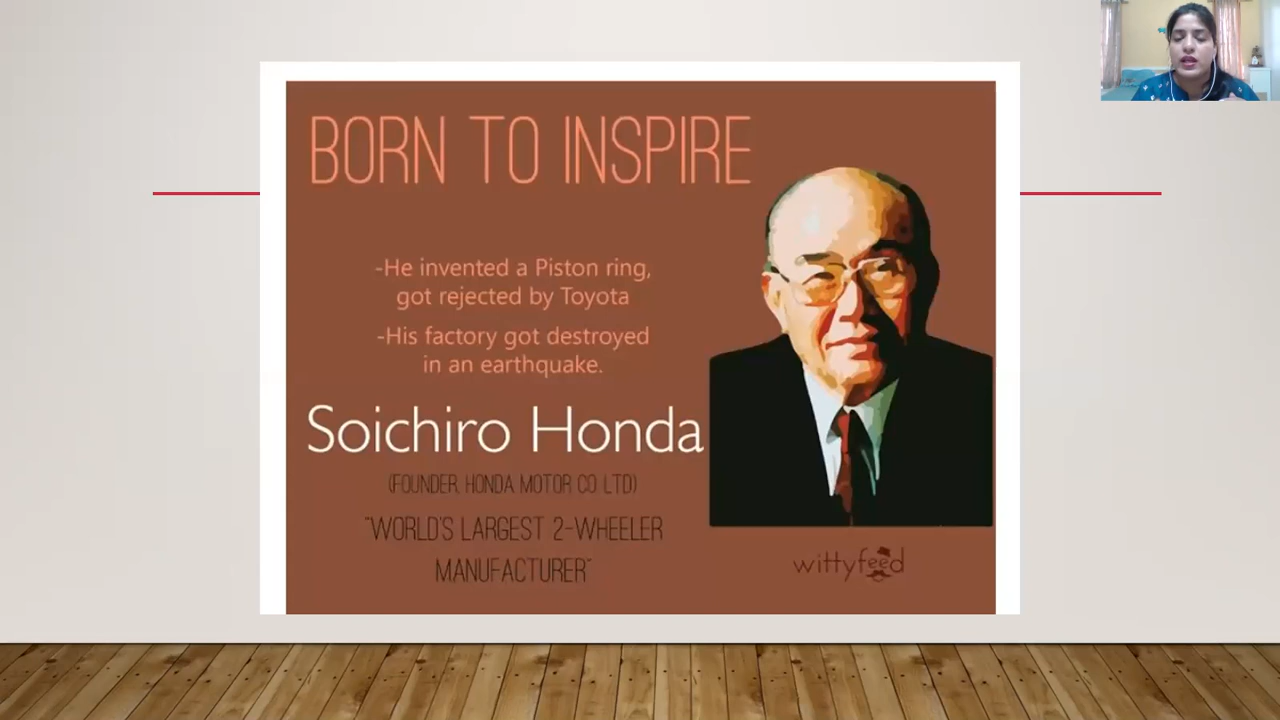 BORN TO INSPIRE
-He invented a Piston ring,
got rejected by Toyota
-His factory got destroyed
in an earthquake.
Soichiro Honda
(FOUNDER, HONDA MOTOR CO LTD)
"WORLD'S LARGEST 2-WHEELER
MANUFACTURER"
wittyfeed